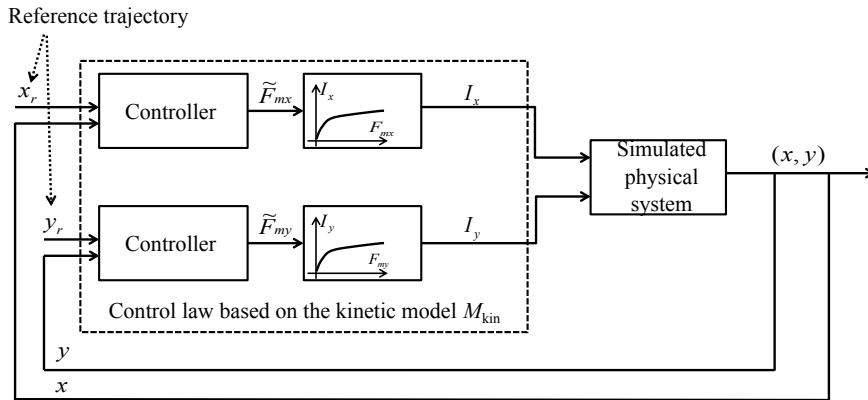 Reference trajectory
x_r
Controller
F̃_mx
I_x
F_mx
I_x
y_r
Controller
F̃_my
I_y
F_my
I_y
Simulated
physical
system
(x, y)
Control law based on the kinetic model M_kin
y
x